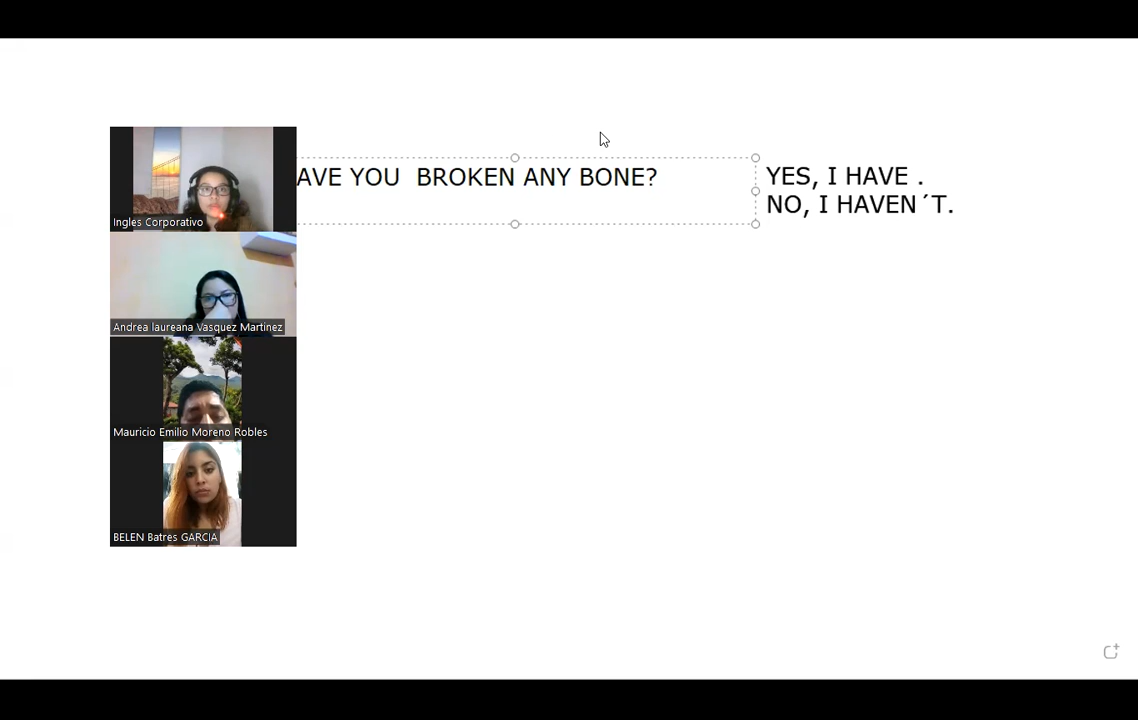 AVE YOU  BROKEN ANY BONE?
YES, I HAVE .
NO, I HAVEN´T.
Ingles Corporativo
Andrea laureana Vasquez Martinez
Mauricio Emilio Moreno Robles
BELEN Batres GARCIA